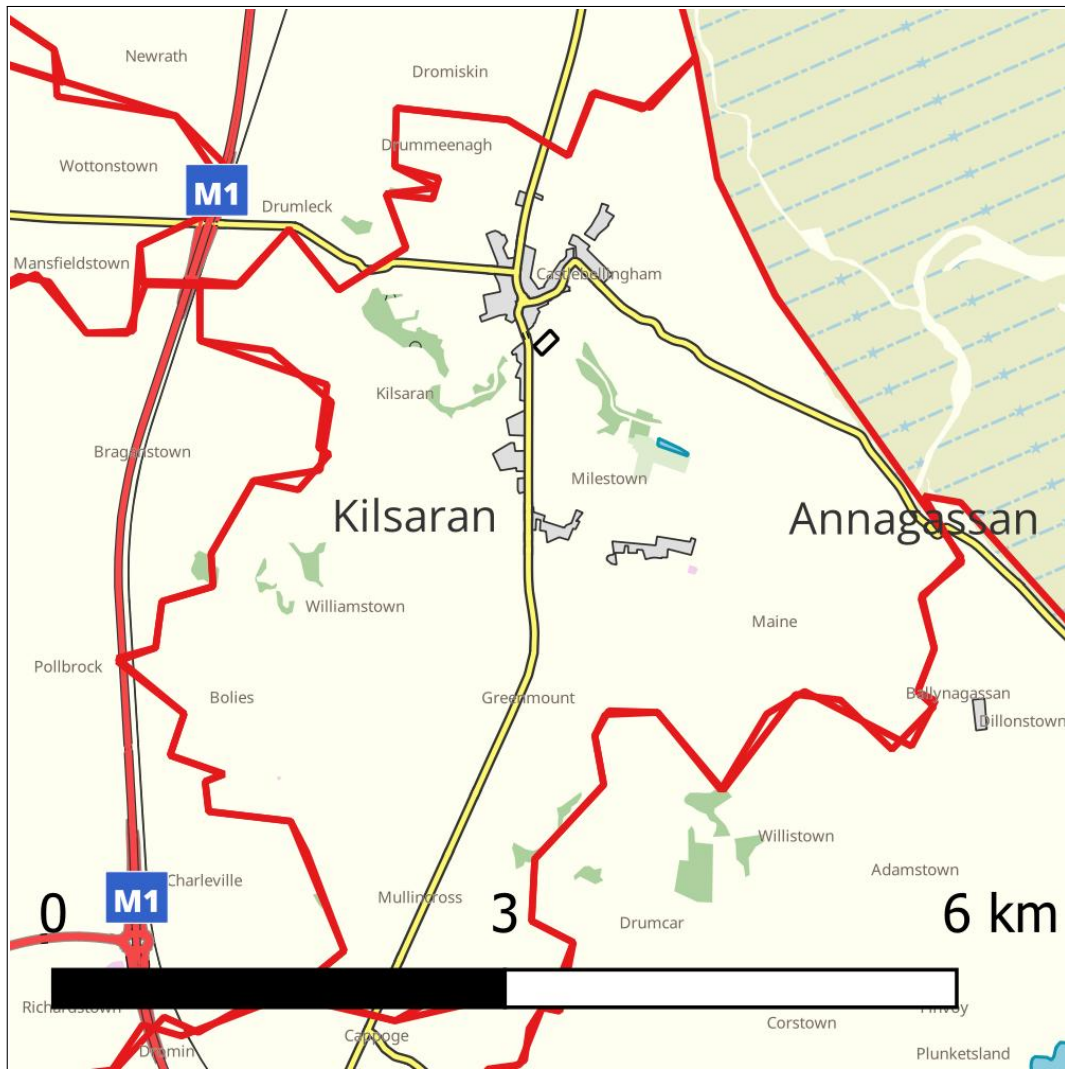 Newrath
Dromiskin
Drummeenagh
Wottonstown
M1
Drumleck
Mansfieldstown
Castlebellingham
Kilsaran
Braganstown
Milestown
Kilsaran
Annagassan
Williamstown
Maine
Pollbrock
Bolies
Greenmount
Ballynagassan
Dillonstown
Willistown
Charleville
Adamstown
M1
Mullincross
0 3 6 km
Drumcar
Richardstown
Corstown
Cappoge
Dromin
Plunketsland